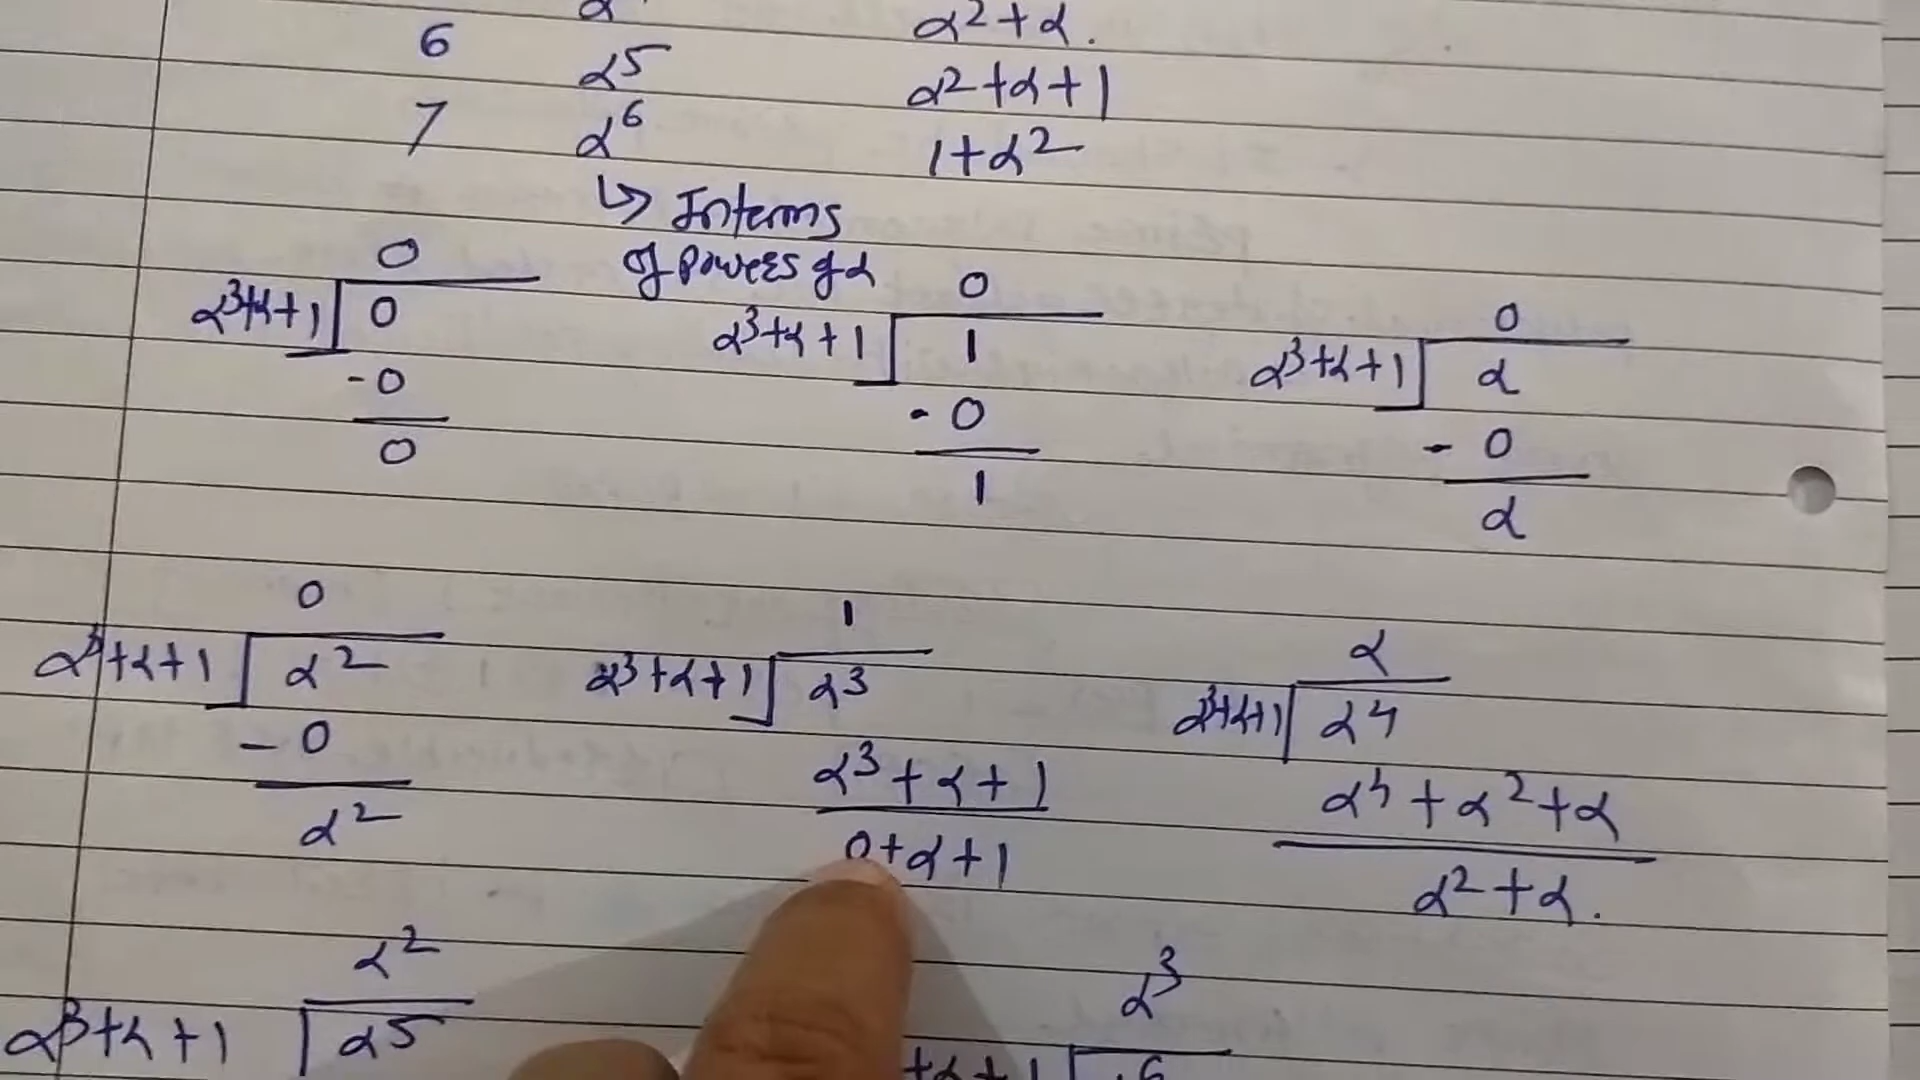 α α²+α.
6 α⁵ α²+α+1
7 α⁶ 1+α²
↳ Interms
of powers of α
0
α³+α+1 0
-0
0
0
α³+α+1 1
- 0
1
0
α³+α+1 α
- 0
α
0
α³+α+1 α²
- 0
α²
1
α³+α+1 α³
α³+α+1
0+α+1
α
α³+α+1 α⁴
α⁴+α²+α
α²+α.
α²
α³+α+1 α⁵
α³
+α+1 6